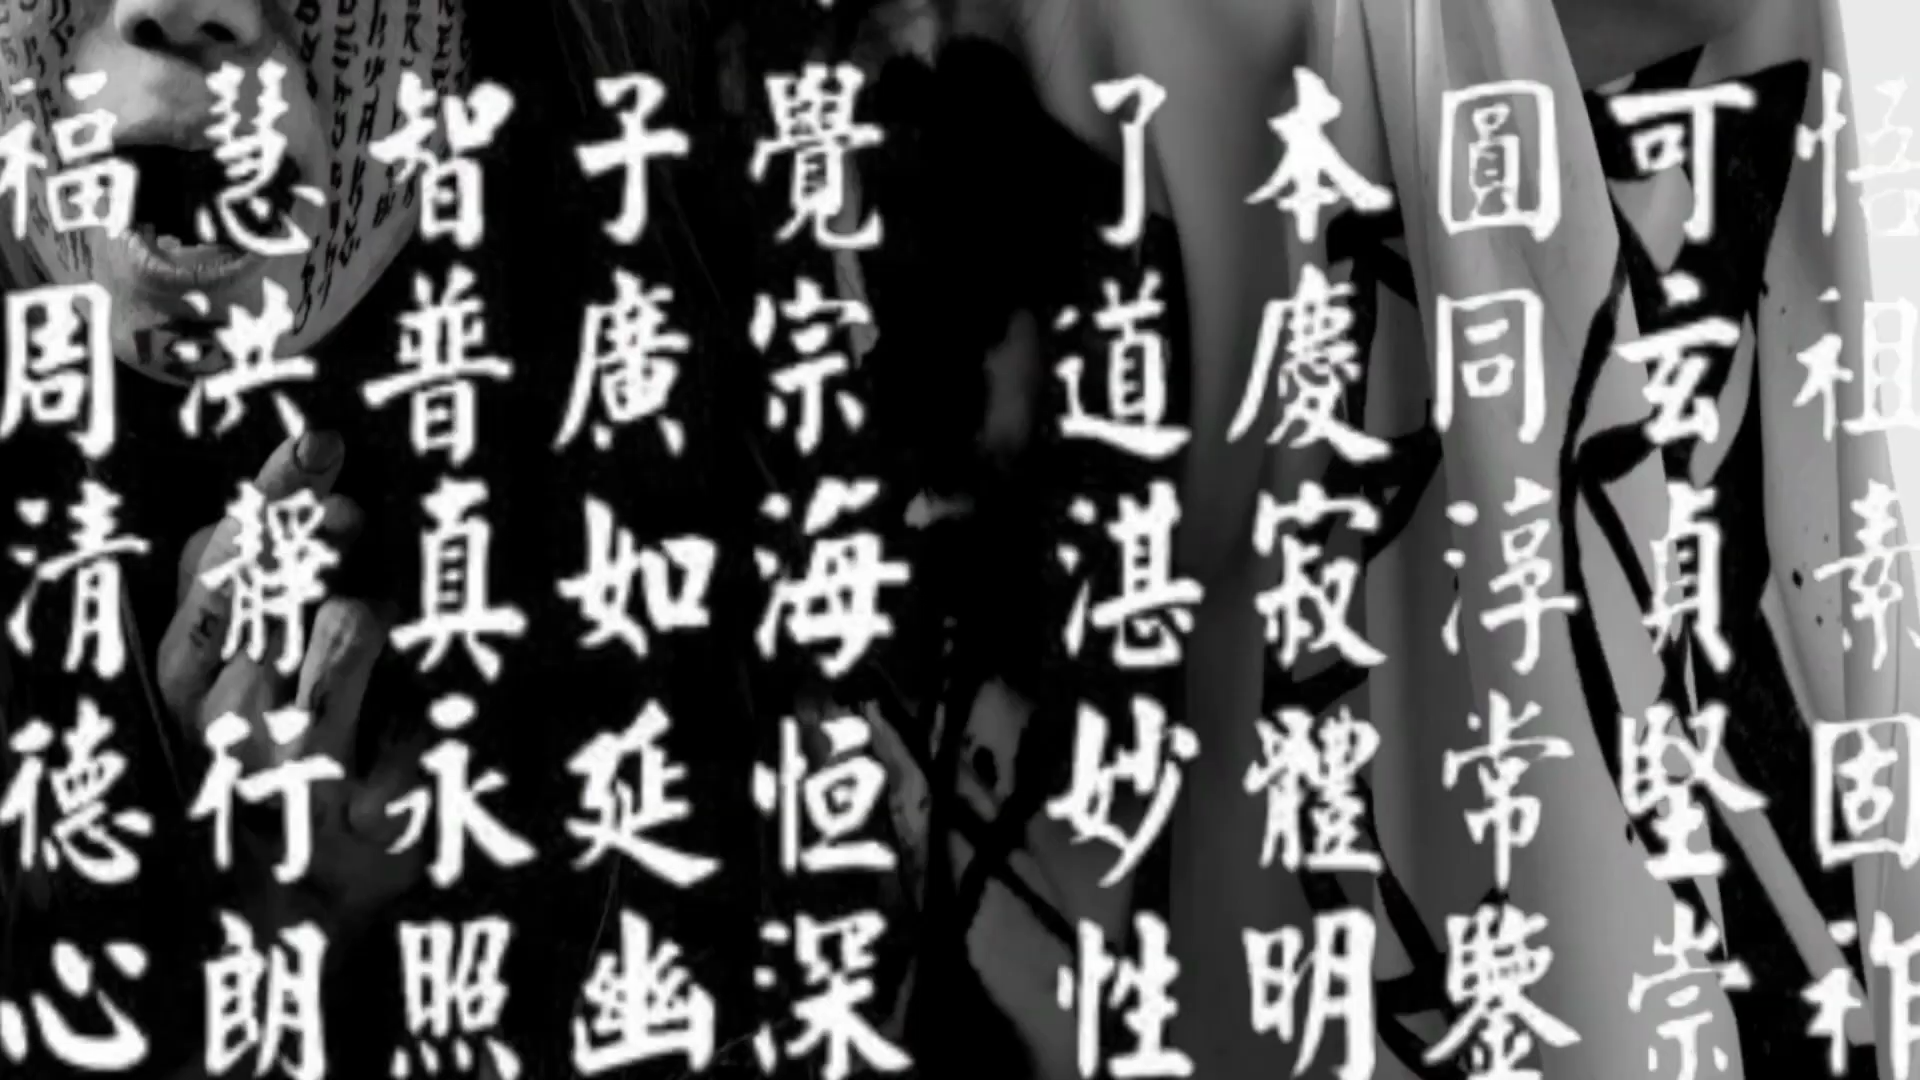 福慧智子覺 了本圓可悟
周洪普廣宗 道慶同玄祖
清靜真如海 湛寂淳貞素
德行永延恒 妙體常堅固
心朗照幽深 性明鑒崇祚